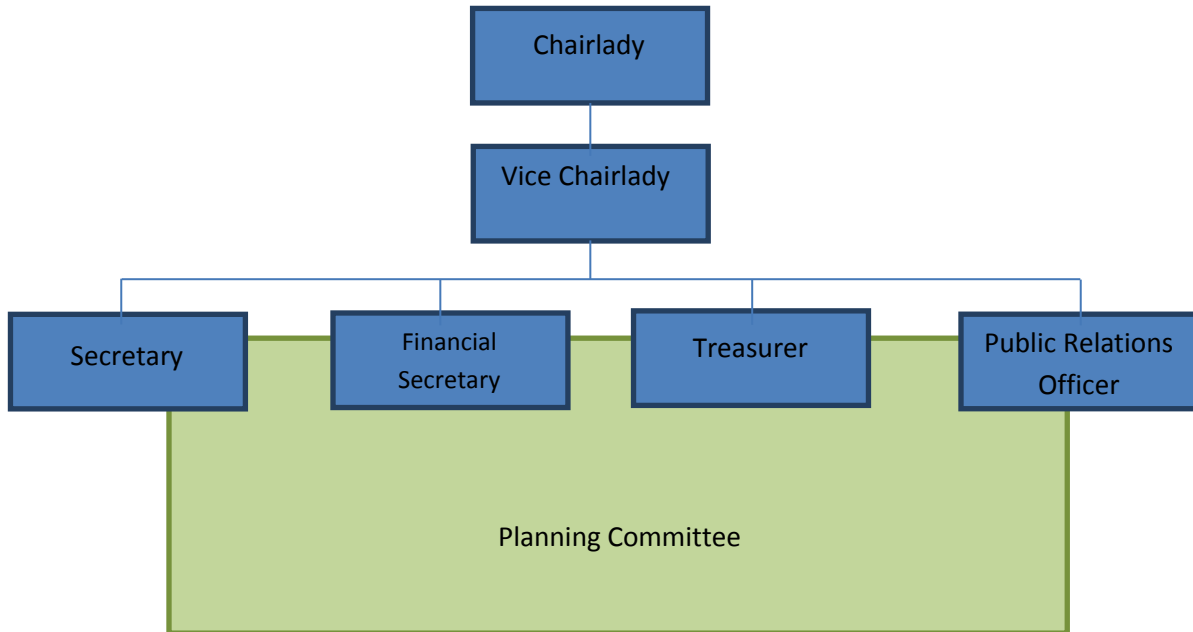 Chairlady
Vice Chairlady
Secretary
Financial
Secretary
Treasurer
Public Relations
Officer
Planning Committee